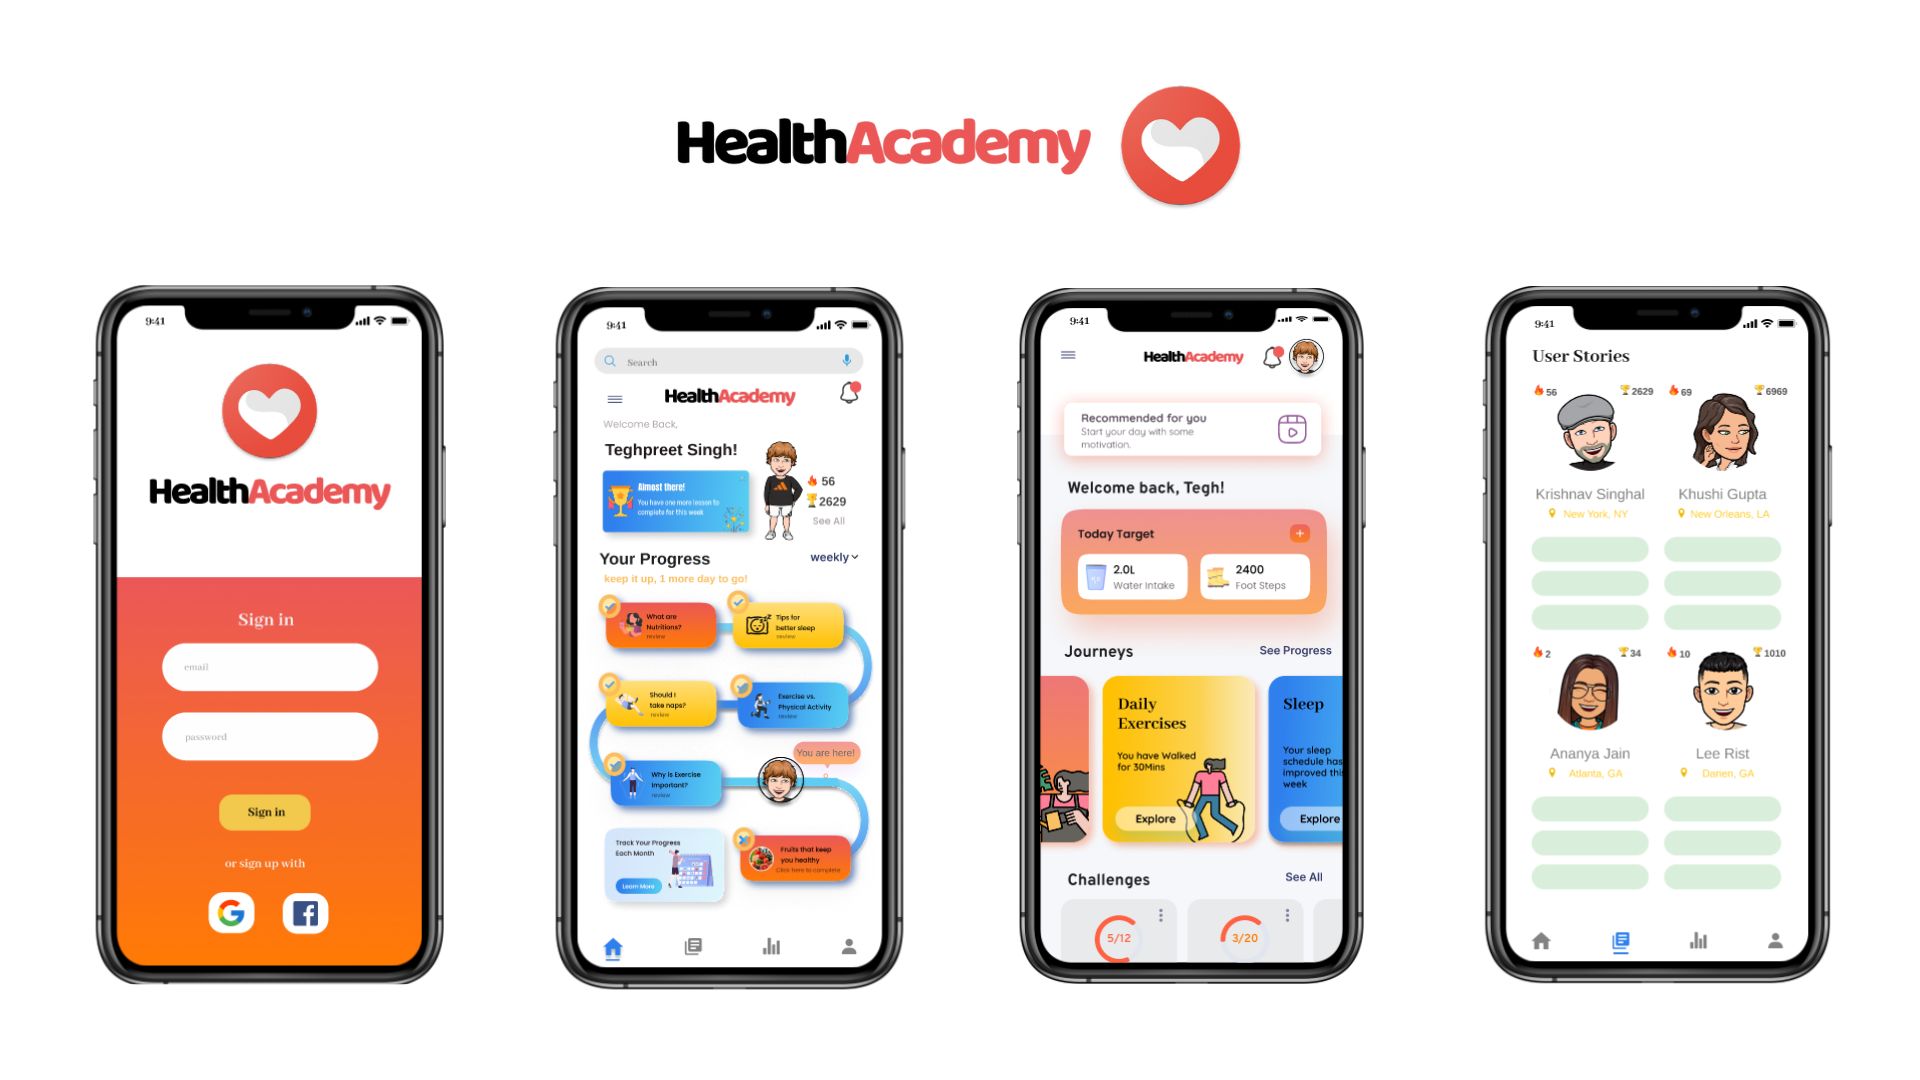 HealthAcademy
9:41
HealthAcademy
Sign in
email
password
Sign in
or sign up with
9:41
Search
HealthAcademy
Welcome Back,
Teghpreet Singh!
Almost there!
You have one more lesson to
complete for this week
56
2629
See All
Your Progress
weekly
keep it up, 1 more day to go!
What are
Nutritions?
review
Tips for
better sleep
review
Should I
take naps?
review
Exercise vs.
Physical Activity
review
You are here!
Why is Exercise
Important?
review
Track Your Progress
Each Month
Learn More
Fruits that keep
you healthy
Click here to complete
9:41
HealthAcademy
Recommended for you
Start your day with some
motivation.
Welcome back, Tegh!
Today Target
2.0L
Water Intake
2400
Foot Steps
Journeys
See Progress
Daily
Exercises
You have Walked
for 30Mins
Explore
Sleep
Your sleep
schedule has
improved this
week
Explore
Challenges
See All
5/12
3/20
9:41
User Stories
56
2629
69
6969
Krishnav Singhal
Khushi Gupta
New York, NY
New Orleans, LA
2
34
10
1010
Ananya Jain
Lee Rist
Atlanta, GA
Darien, GA